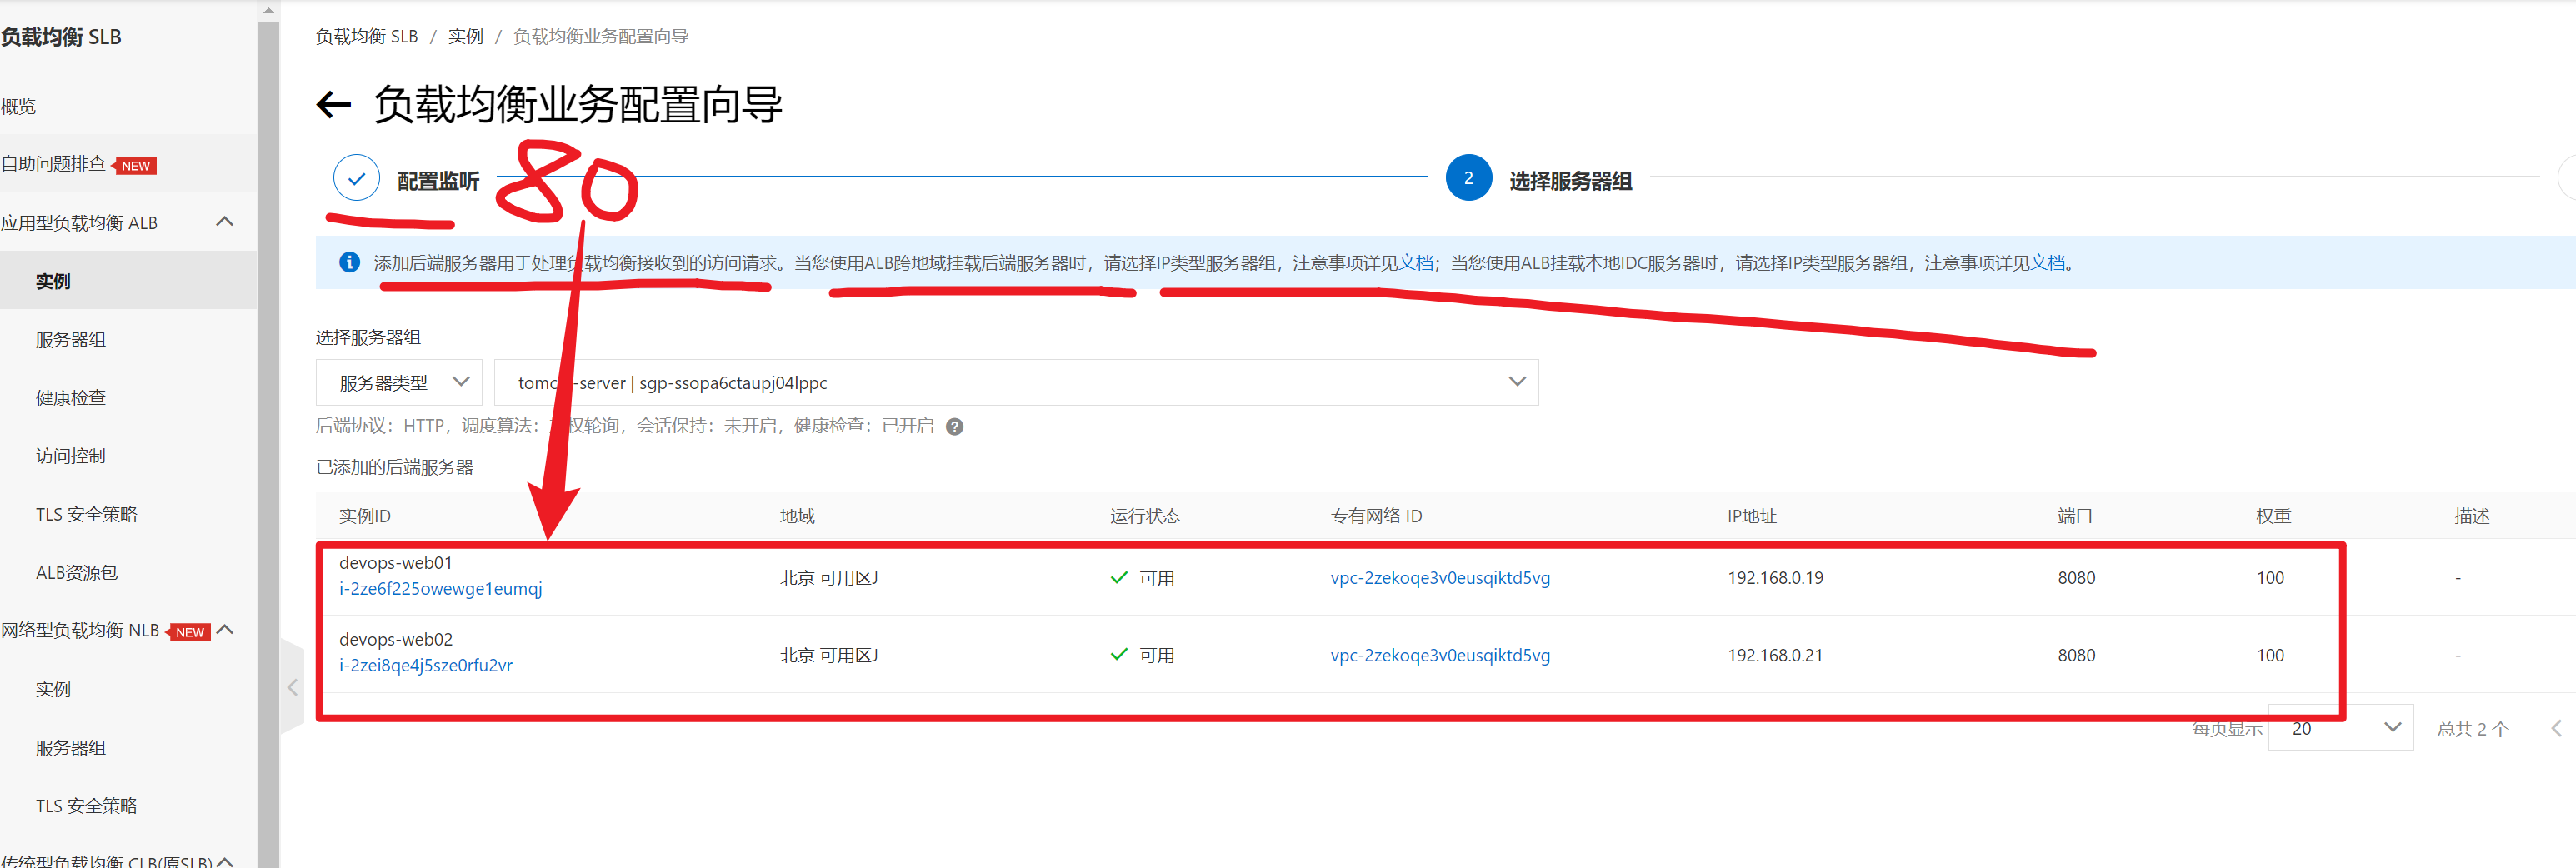 负载均衡 SLB
概览
自助问题排查 NEW
应用型负载均衡 ALB
实例
服务器组
健康检查
访问控制
TLS 安全策略
ALB资源包
网络型负载均衡 NLB NEW
实例
服务器组
TLS 安全策略
传统型负载均衡 CLB(原SLB)
负载均衡 SLB / 实例 / 负载均衡业务配置向导
负载均衡业务配置向导
配置监听 80 2 选择服务器组
添加后端服务器用于处理负载均衡接收到的访问请求。当您使用ALB跨地域挂载后端服务器时，请选择IP类型服务器组，注意事项详见文档；当您使用ALB挂载本地IDC服务器时，请选择IP类型服务器组，注意事项详见文档。
选择服务器组
服务器类型 tomcat-server | sgp-ssopa6ctaupj04lppc
后端协议：HTTP，调度算法：加权轮询，会话保持：未开启，健康检查：已开启
已添加的后端服务器
实例ID 地域 运行状态 专有网络 ID IP地址 端口 权重 描述
devops-web01
i-2ze6f225owewge1eumqj 北京 可用区J 可用 vpc-2zekoqe3v0eusqiktd5vg 192.168.0.19 8080 100 -
devops-web02
i-2zei8qe4j5sze0rfu2vr 北京 可用区J 可用 vpc-2zekoqe3v0eusqiktd5vg 192.168.0.21 8080 100 -
每页显示 20 总共 2 个